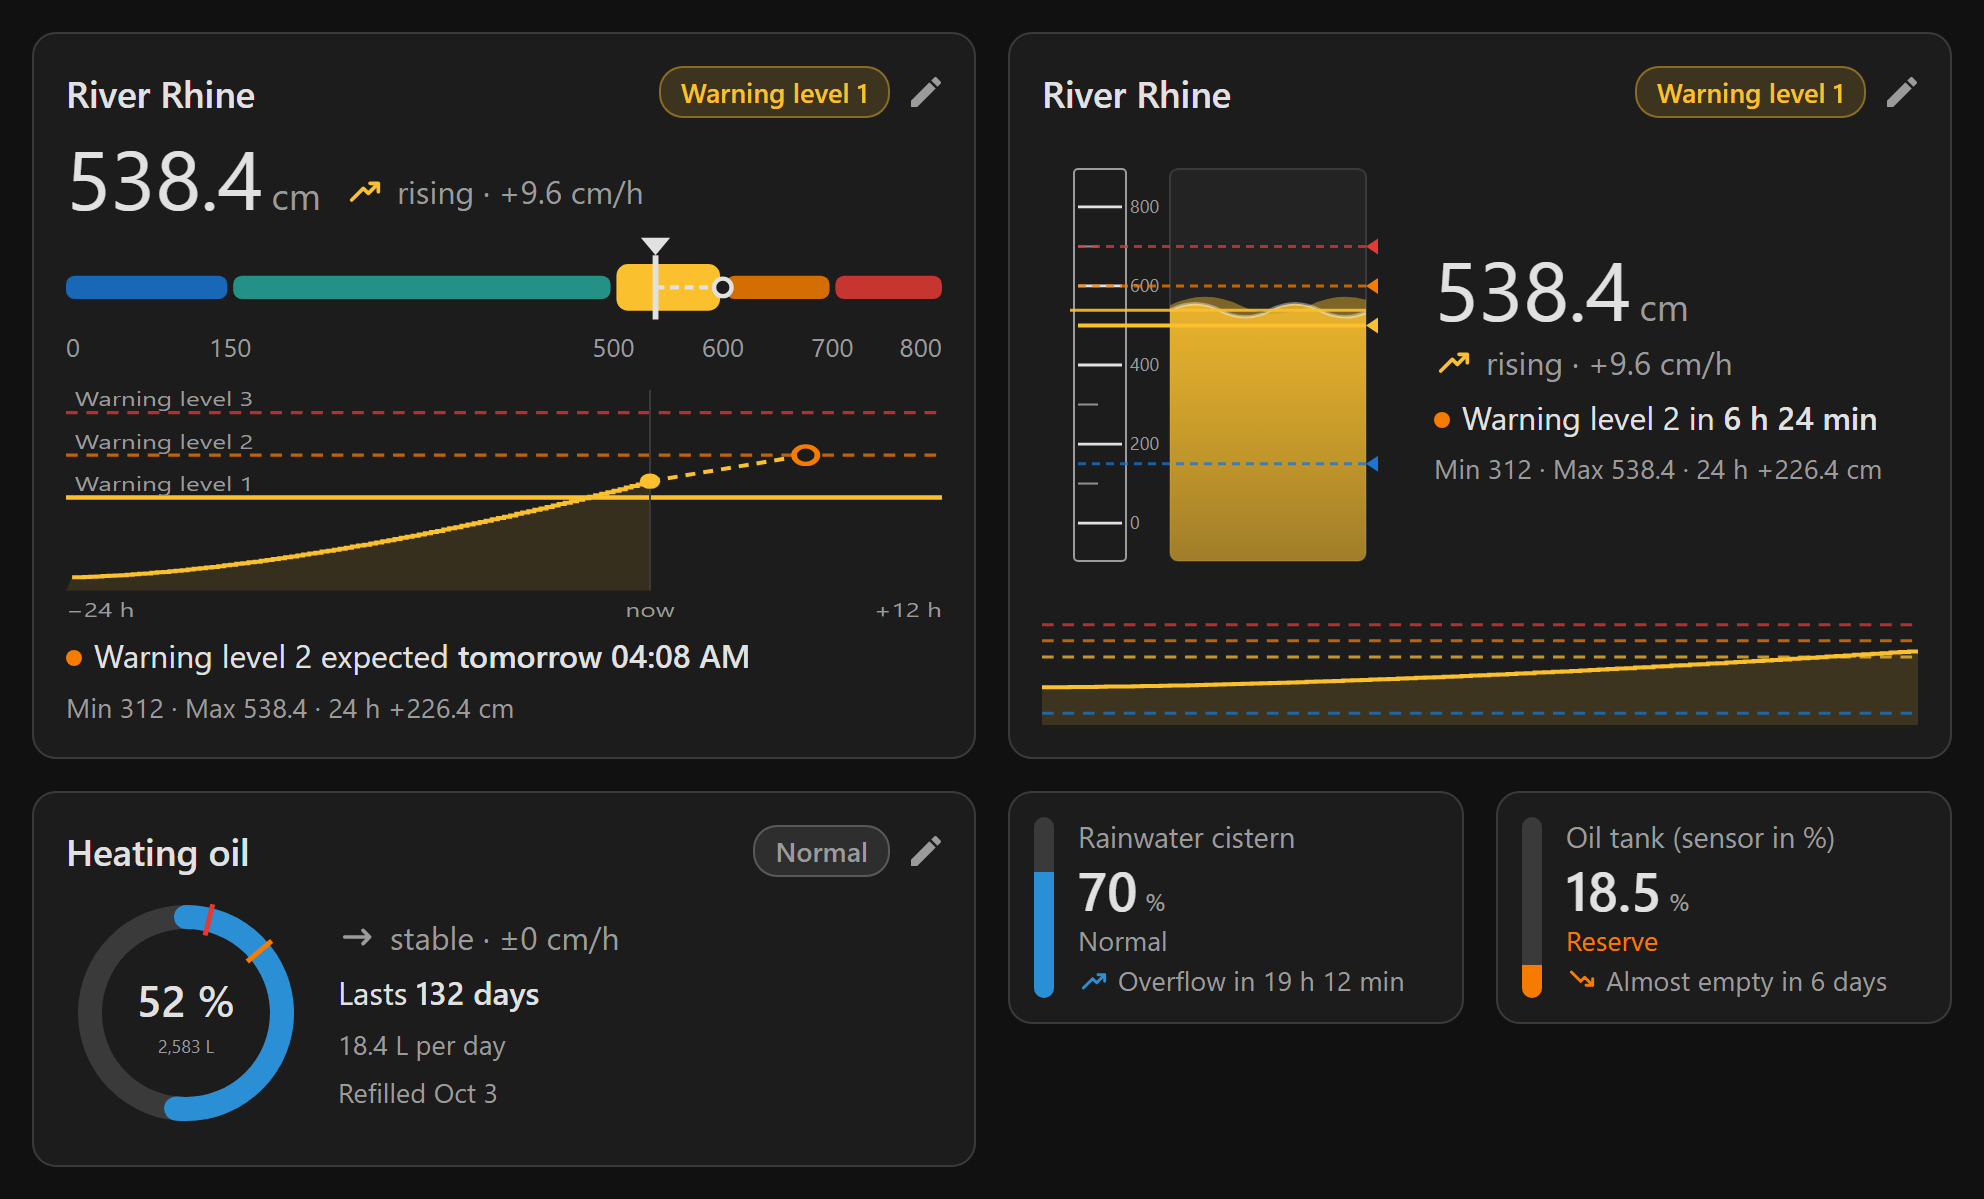 River Rhine
Warning level 1
538.4 cm
rising · +9.6 cm/h
0 150 500 600 700 800
Warning level 3
Warning level 2
Warning level 1
−24 h now +12 h
Warning level 2 expected tomorrow 04:08 AM
Min 312 · Max 538.4 · 24 h +226.4 cm
River Rhine
Warning level 1
800
600
400
200
0
538.4 cm
rising · +9.6 cm/h
Warning level 2 in 6 h 24 min
Min 312 · Max 538.4 · 24 h +226.4 cm
Heating oil
Normal
52 %
2,583 L
stable · ±0 cm/h
Lasts 132 days
18.4 L per day
Refilled Oct 3
Rainwater cistern
70 %
Normal
Overflow in 19 h 12 min
Oil tank (sensor in %)
18.5 %
Reserve
Almost empty in 6 days